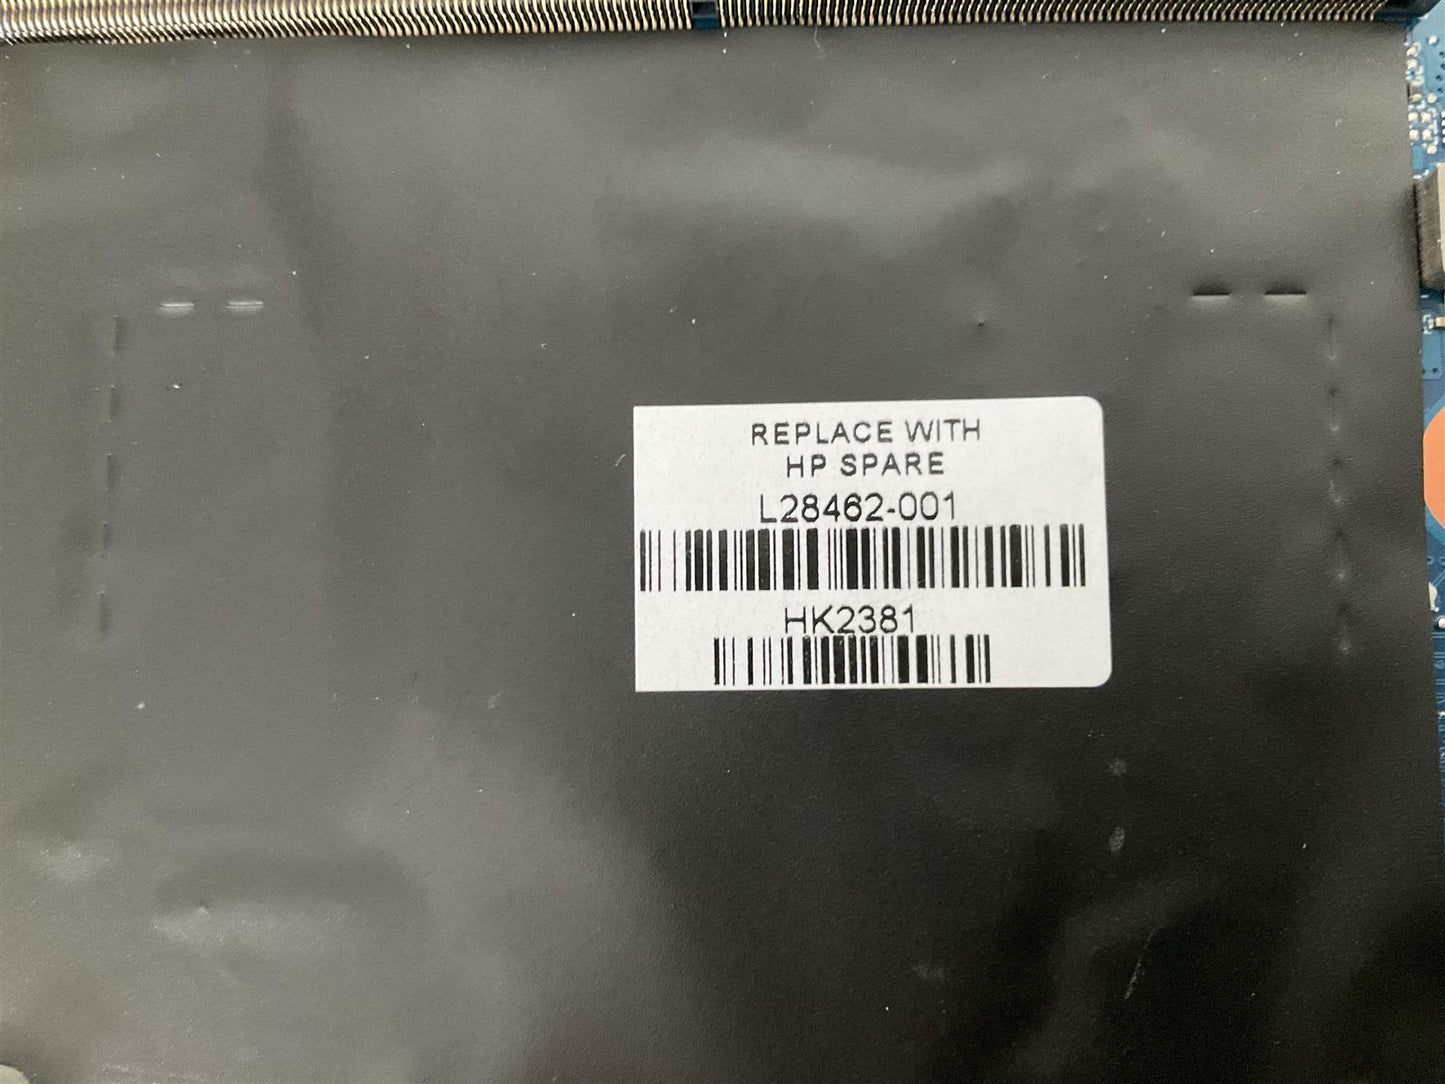 REPLACE WITH
HP SPARE
L28462-001
HK2381